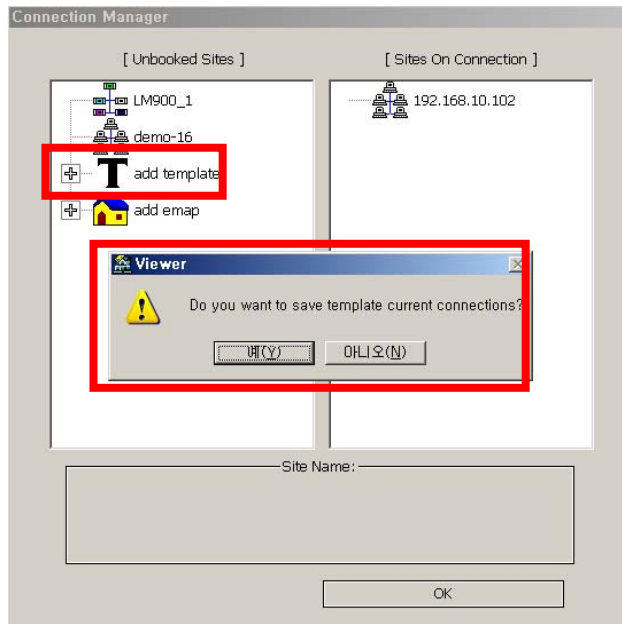 Connection Manager
[ Unbooked Sites ]
[ Sites On Connection ]
LM900_1
192.168.10.102
demo-16
T add template
add emap
Viewer
Do you want to save template current connections?
예(Y)
아니오(N)
Site Name:
OK